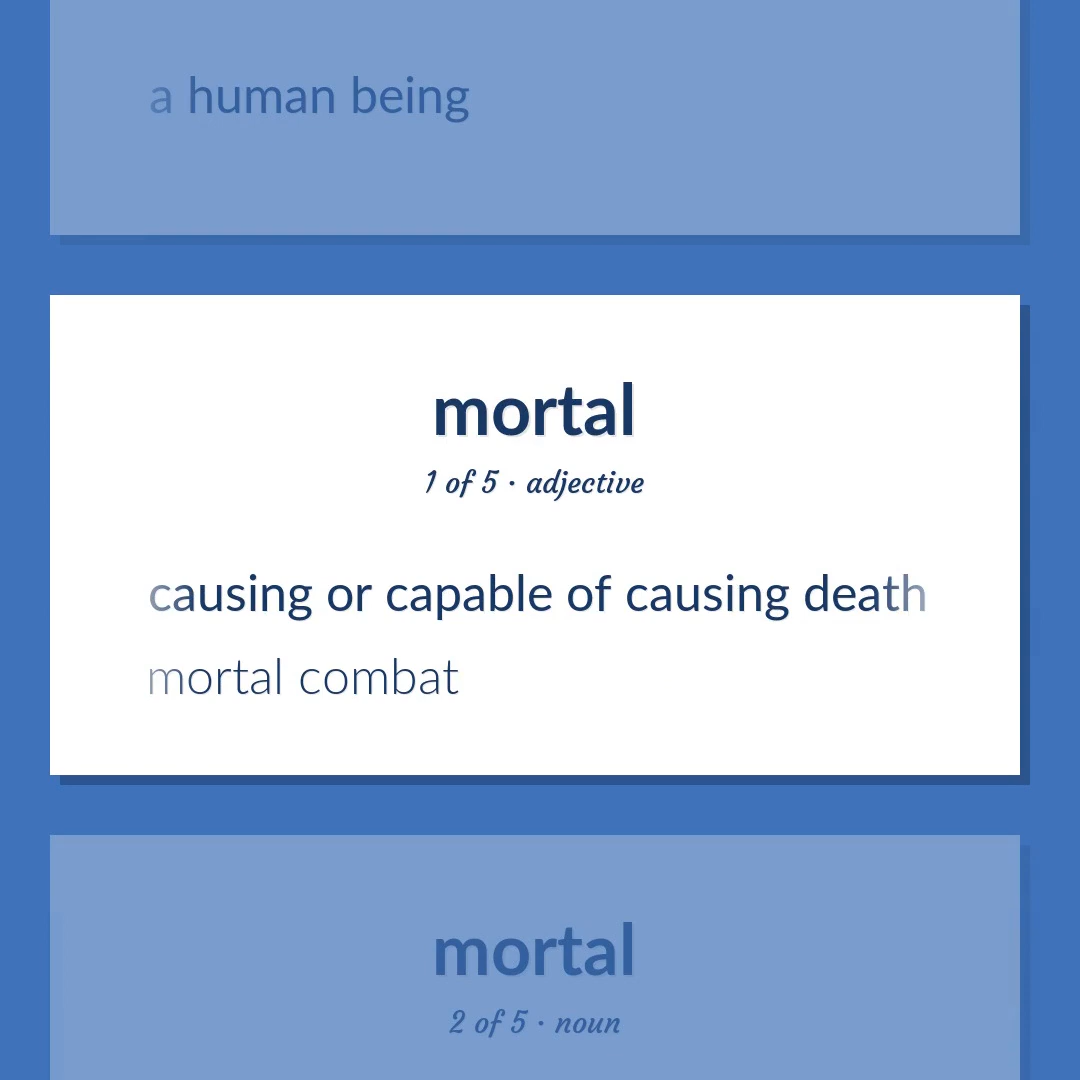 a human being
mortal
1 of 5 · adjective
causing or capable of causing death
mortal combat
mortal
2 of 5 · noun